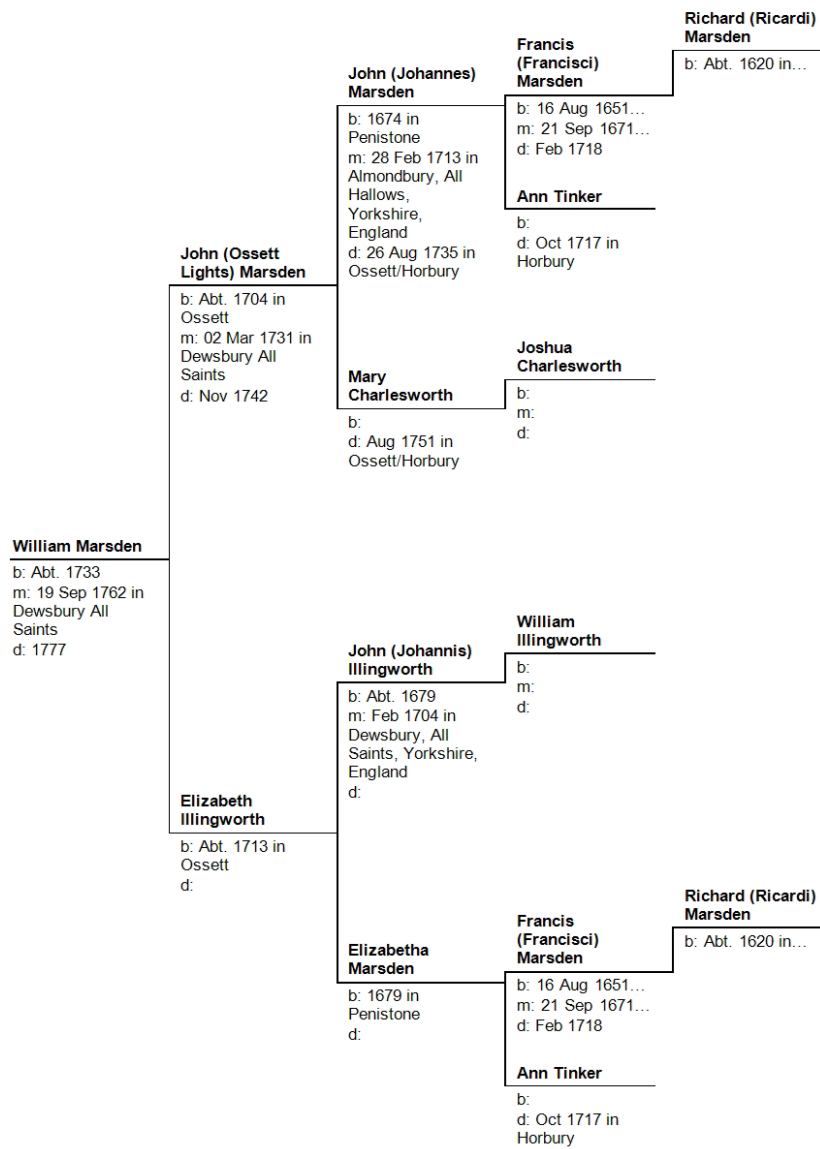 Richard (Ricardi)
Marsden
b: Abt. 1620 in…
Francis
(Francisci)
Marsden
b: 16 Aug 1651…
m: 21 Sep 1671…
d: Feb 1718
John (Johannes)
Marsden
b: 1674 in
Penistone
m: 28 Feb 1713 in
Almondbury, All
Hallows,
Yorkshire,
England
d: 26 Aug 1735 in
Ossett/Horbury
Ann Tinker
b:
d: Oct 1717 in
Horbury
John (Ossett
Lights) Marsden
b: Abt. 1704 in
Ossett
m: 02 Mar 1731 in
Dewsbury All
Saints
d: Nov 1742
Joshua
Charlesworth
b:
m:
d:
Mary
Charlesworth
b:
d: Aug 1751 in
Ossett/Horbury
William Marsden
b: Abt. 1733
m: 19 Sep 1762 in
Dewsbury All
Saints
d: 1777
William
Illingworth
b:
m:
d:
John (Johannis)
Illingworth
b: Abt. 1679
m: Feb 1704 in
Dewsbury, All
Saints, Yorkshire,
England
d:
Elizabeth
Illingworth
b: Abt. 1713 in
Ossett
d:
Richard (Ricardi)
Marsden
b: Abt. 1620 in…
Francis
(Francisci)
Marsden
b: 16 Aug 1651…
m: 21 Sep 1671…
d: Feb 1718
Elizabetha
Marsden
b: 1679 in
Penistone
d:
Ann Tinker
b:
d: Oct 1717 in
Horbury